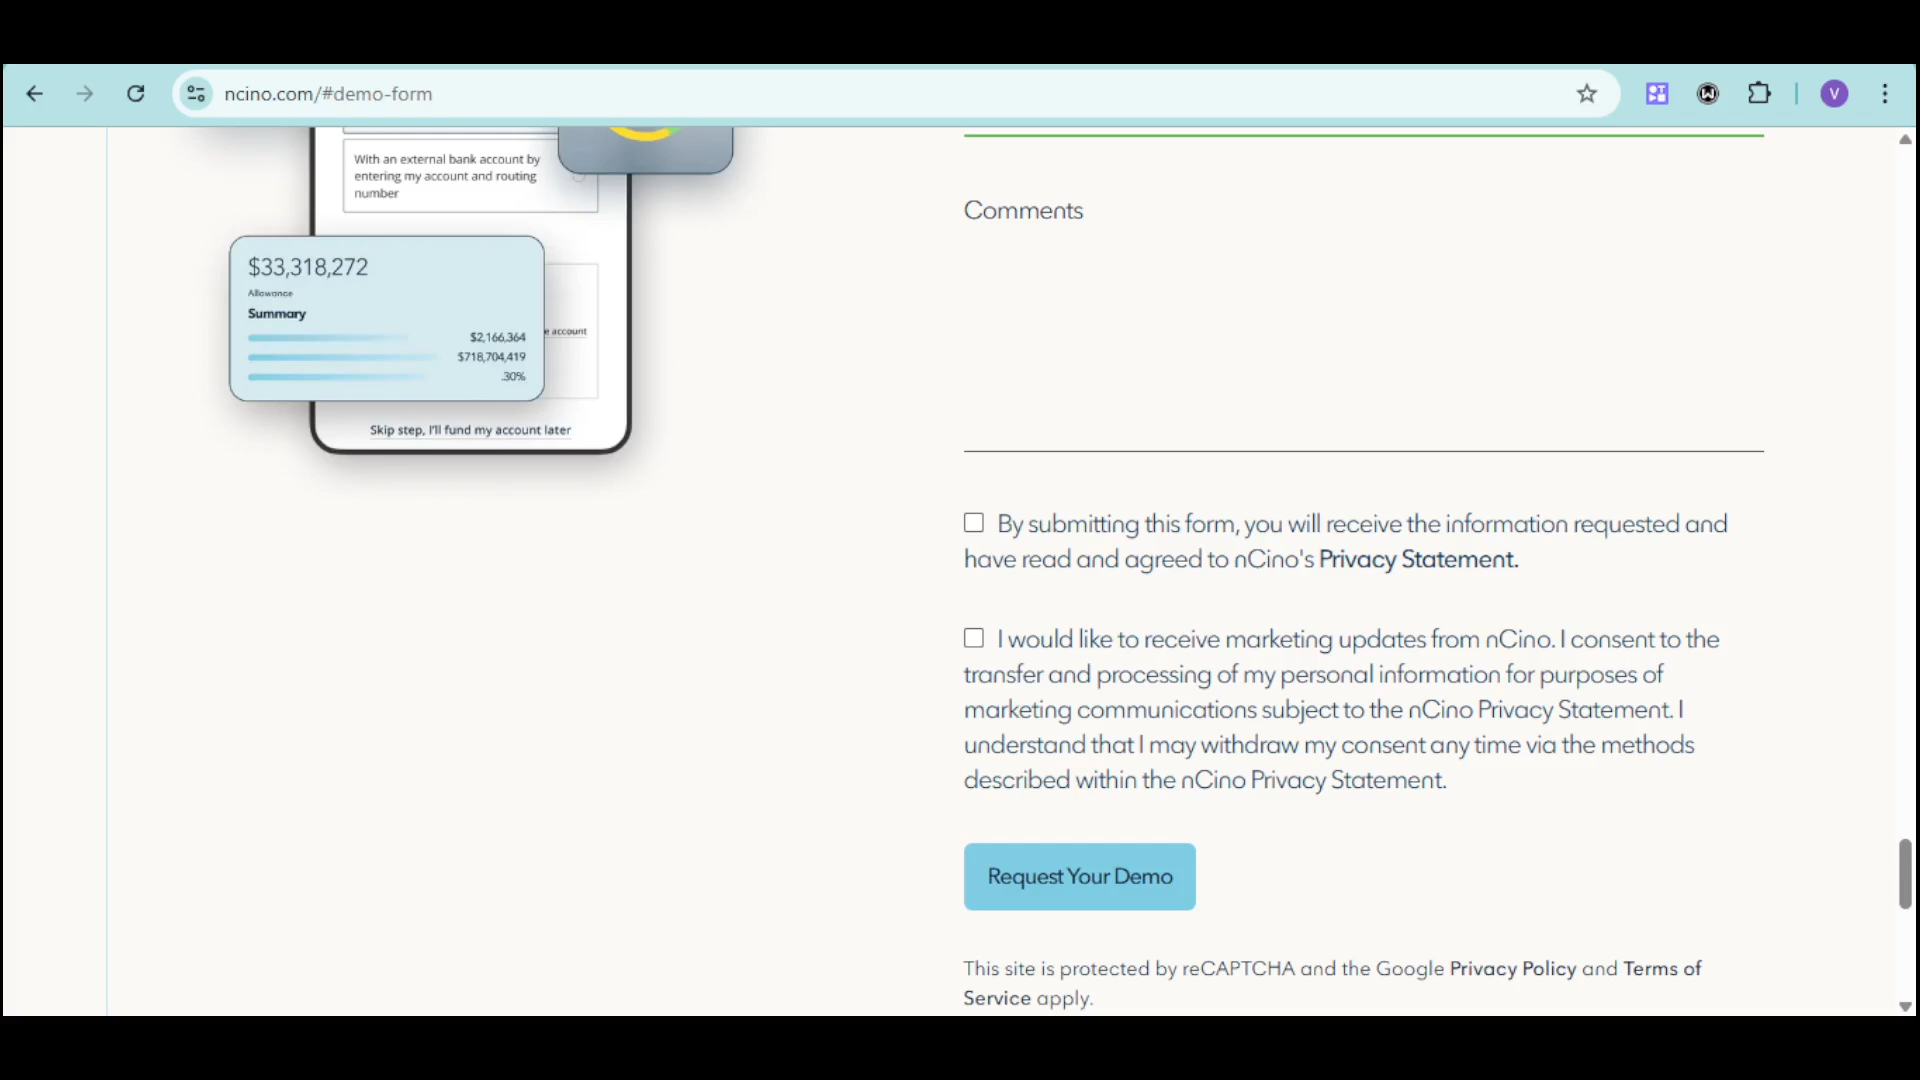 ncino.com/#demo-form
V
With an external bank account by
entering my account and routing
number
$33,318,272
Allowance
Summary
$2,166,364
e account
$718,704,419
.30%
Skip step, I'll fund my account later
Comments
By submitting this form, you will receive the information requested and
have read and agreed to nCino's Privacy Statement.
I would like to receive marketing updates from nCino. I consent to the
transfer and processing of my personal information for purposes of
marketing communications subject to the nCino Privacy Statement. I
understand that I may withdraw my consent any time via the methods
described within the nCino Privacy Statement.
Request Your Demo
This site is protected by reCAPTCHA and the Google Privacy Policy and Terms of
Service apply.